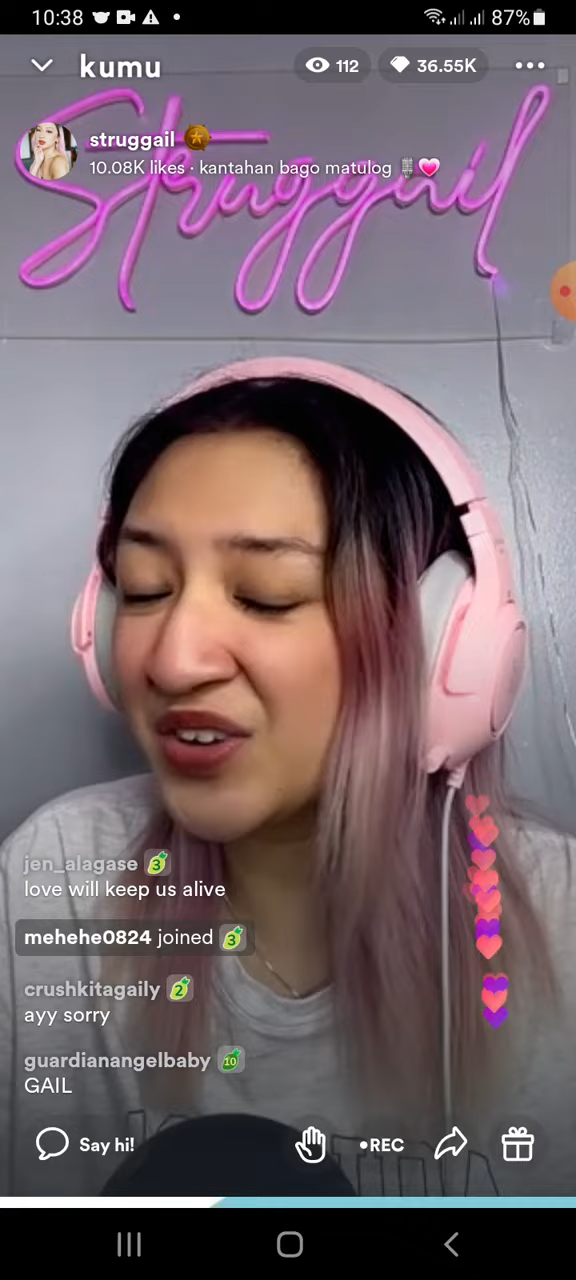 10:38
87%
kumu
112
36.55K
struggail
10.08K likes · kantahan bago matulog
Struggail
jen_alagase 3
love will keep us alive
mehehe0824 joined 3
crushkitagaily 2
ayy sorry
guardianangelbaby 10
GAIL
Say hi!
•REC